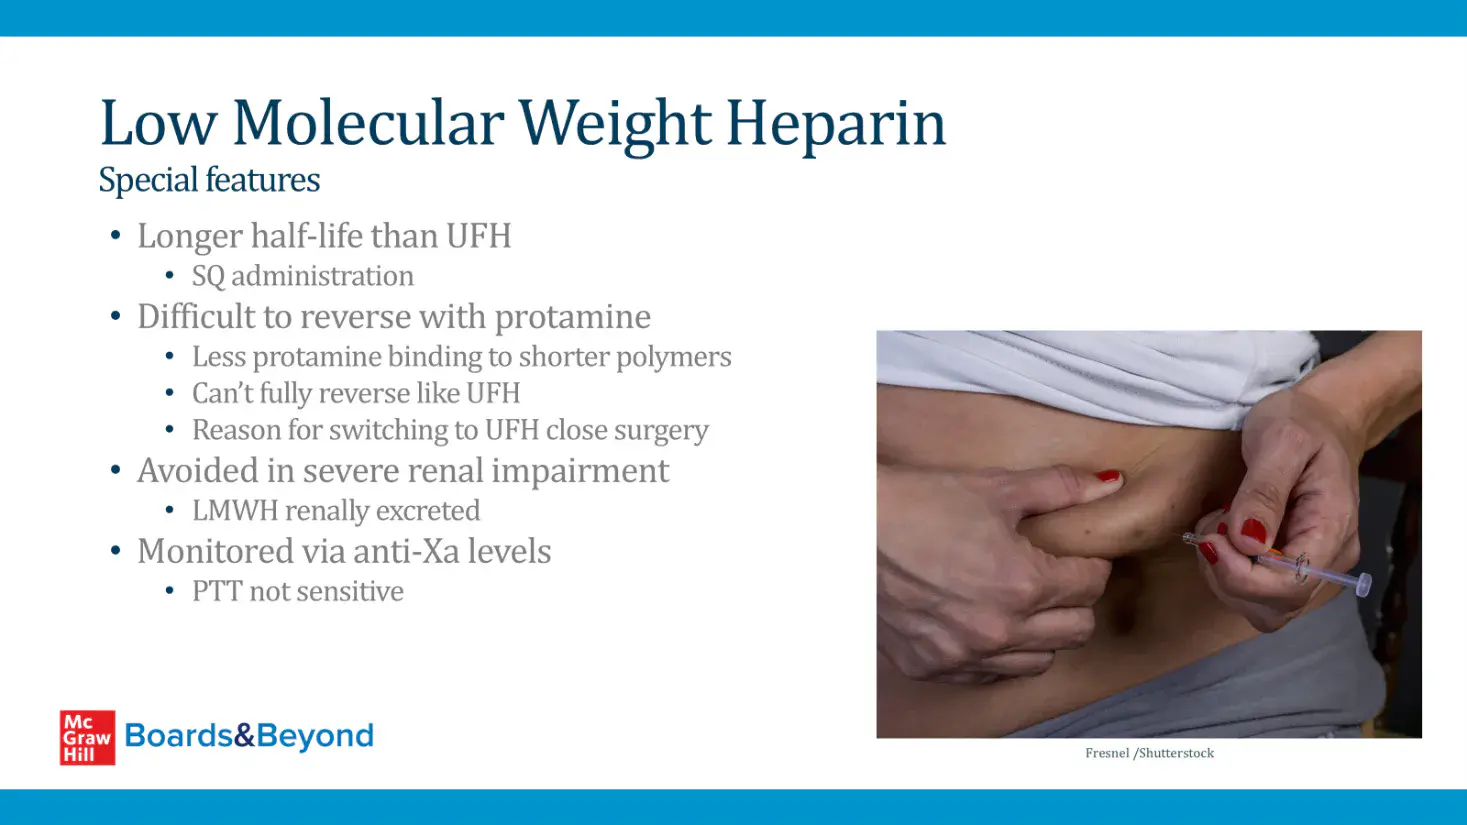 Low Molecular Weight Heparin
Special features
• Longer half-life than UFH
• SQ administration
• Difficult to reverse with protamine
• Less protamine binding to shorter polymers
• Can’t fully reverse like UFH
• Reason for switching to UFH close surgery
• Avoided in severe renal impairment
• LMWH renally excreted
• Monitored via anti-Xa levels
• PTT not sensitive
Mc
Graw
Hill
Boards&Beyond
Fresnel /Shutterstock